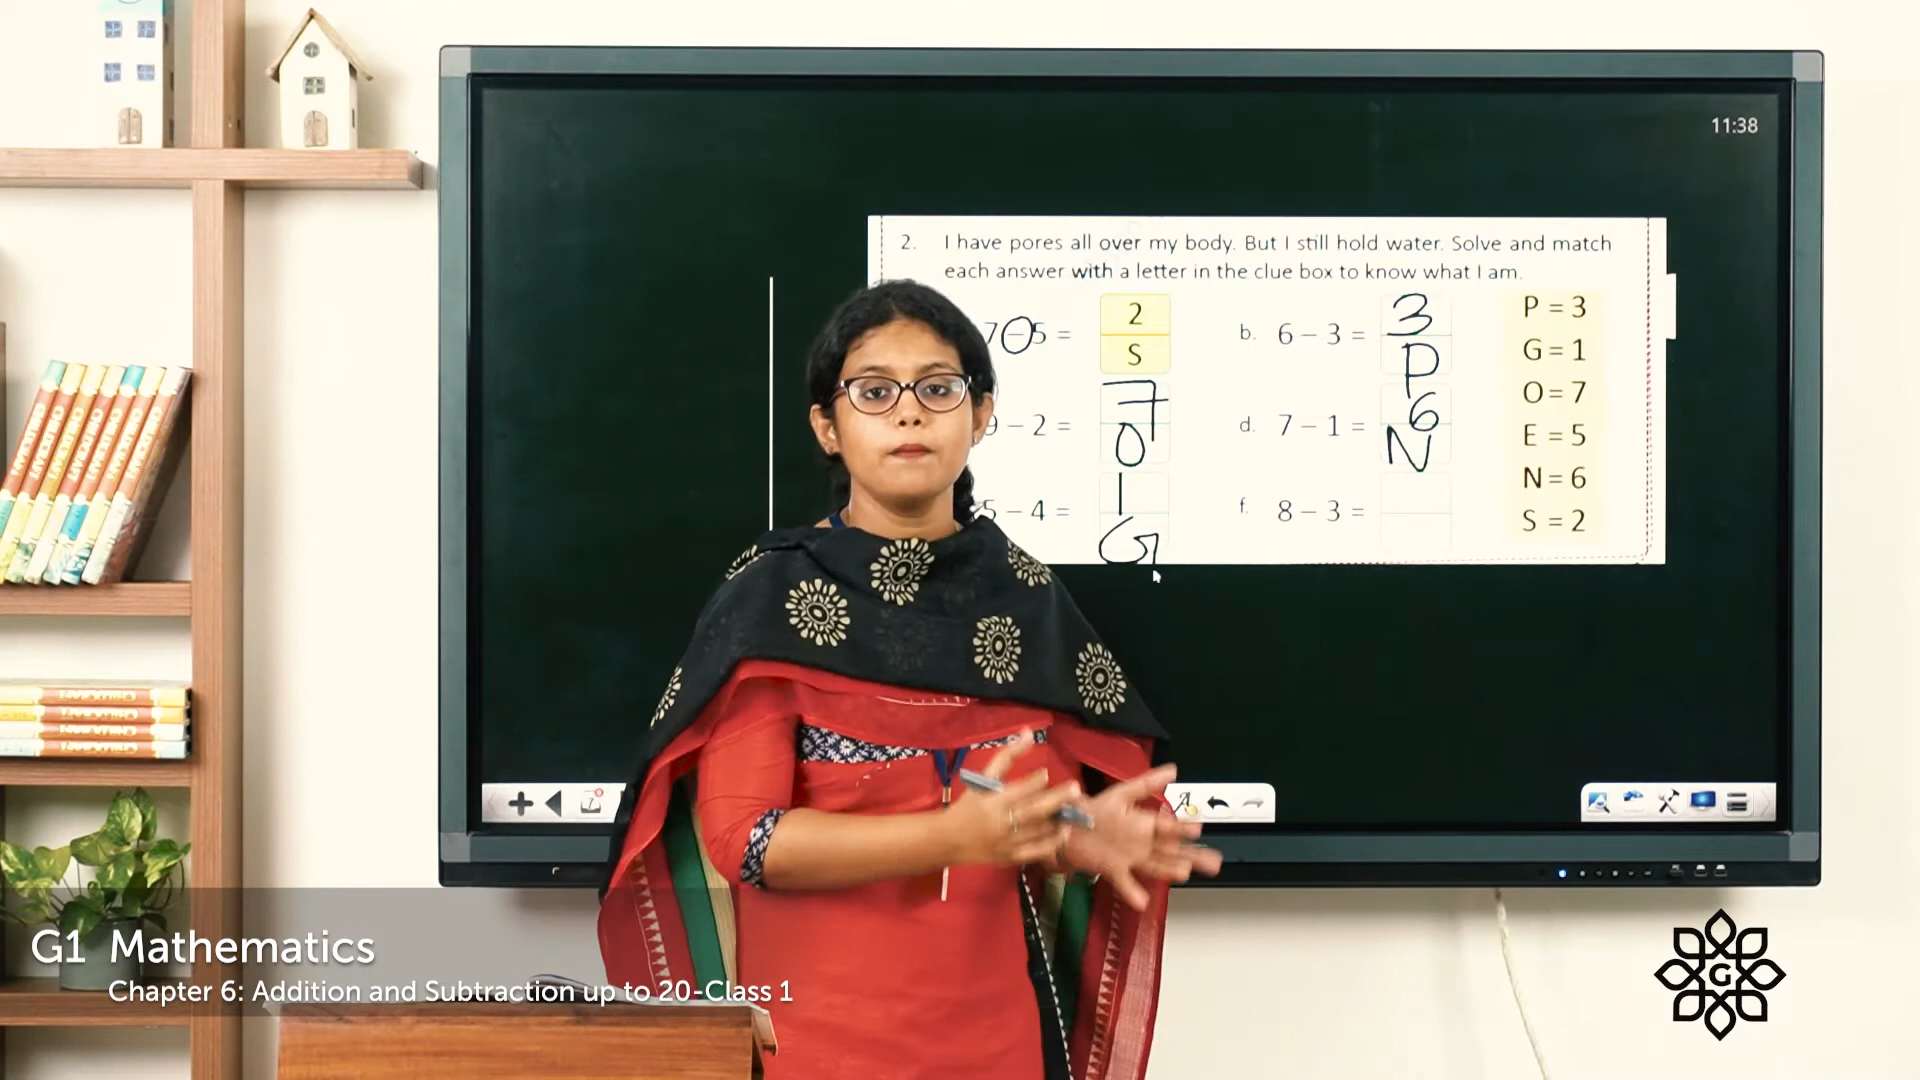 11:38
2. I have pores all over my body. But I still hold water. Solve and match
each answer with a letter in the clue box to know what I am.
7 – 5 = 2
S
b. 6 – 3 = 3
P
9 – 2 = 7
O
d. 7 – 1 = 6
N
5 – 4 = 1
G
f. 8 – 3 =
P = 3
G = 1
O = 7
E = 5
N = 6
S = 2
G1 Mathematics
Chapter 6: Addition and Subtraction up to 20-Class 1
G